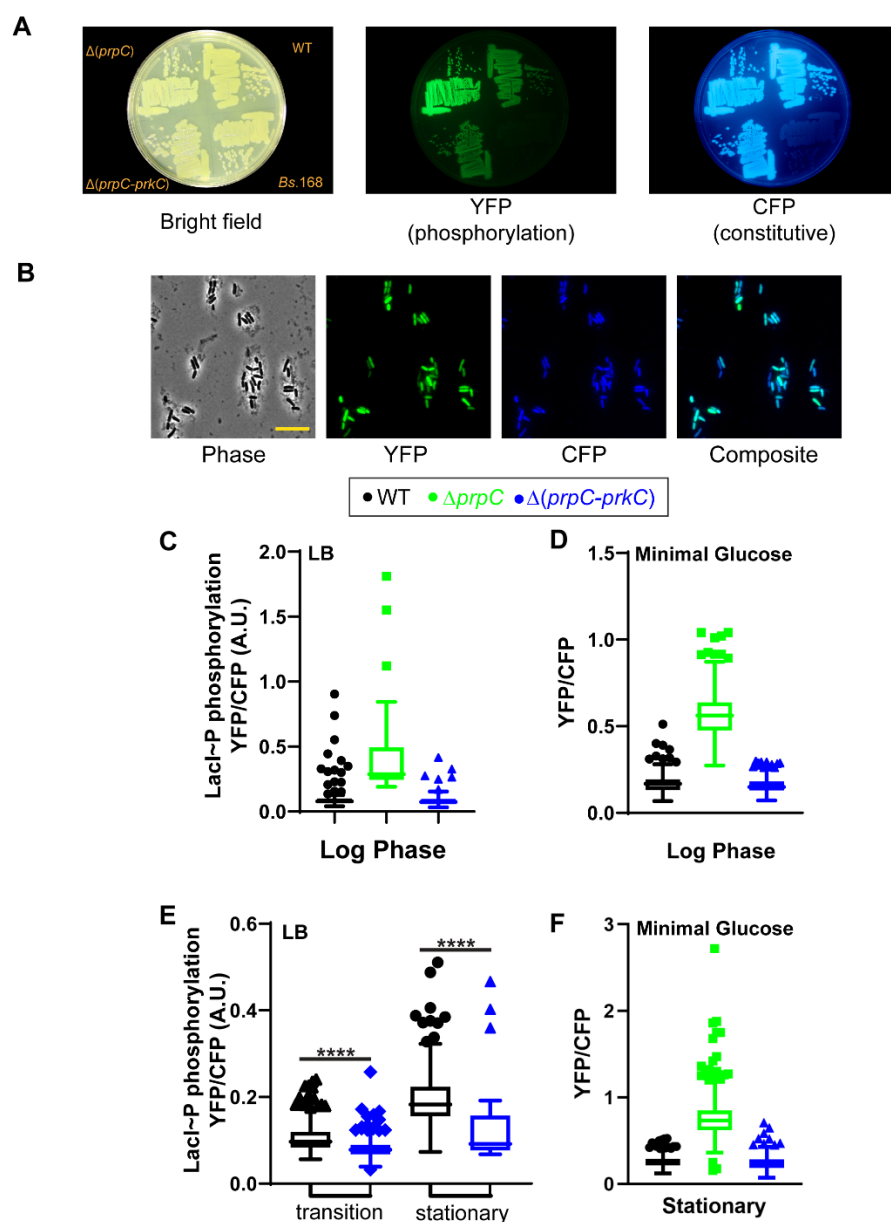 A
Δ(prpC)
WT
Δ(prpC-prkC)
Bs.168
Bright field
YFP
(phosphorylation)
CFP
(constitutive)
B
Phase
YFP
CFP
Composite
WT
ΔprpC
Δ(prpC-prkC)
C
LB
LacI~P phosphorylation
YFP/CFP (A.U.)
2.0
1.5
1.0
0.5
0.0
Log Phase
D
Minimal Glucose
YFP/CFP
1.5
1.0
0.5
0.0
Log Phase
E
LB
LacI~P phosphorylation
YFP/CFP (A.U.)
0.6
0.4
0.2
0.0
****
****
transition
stationary
F
Minimal Glucose
YFP/CFP
3
2
1
0
Stationary